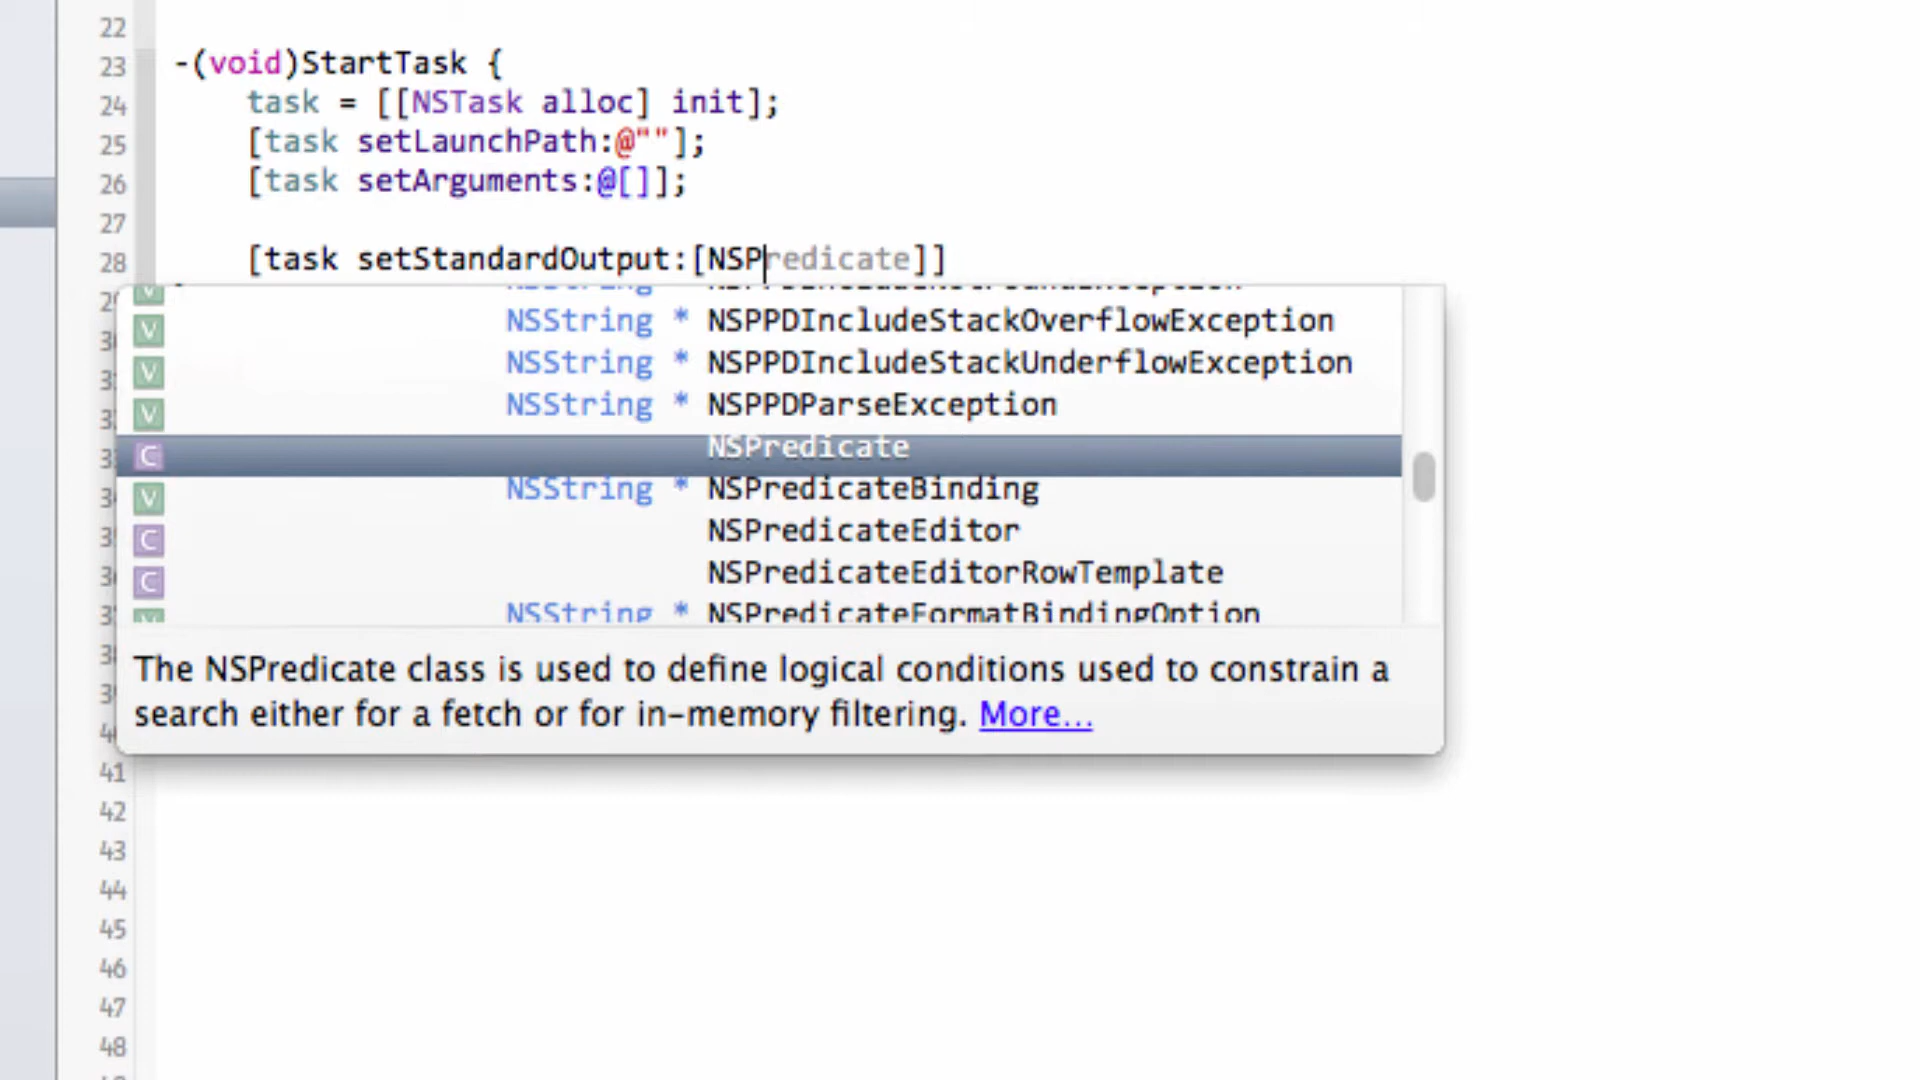 22
23 -(void)StartTask {
24 task = [[NSTask alloc] init];
25 [task setLaunchPath:@""];
26 [task setArguments:@[]];
27
28 [task setStandardOutput:[NSPredicate]]
V NSString * NSPPDIncludeStackOverflowException
V NSString * NSPPDIncludeStackUnderflowException
V NSString * NSPPDParseException
C NSPredicate
V NSString * NSPredicateBinding
C NSPredicateEditor
C NSPredicateEditorRowTemplate
NSString * NSPredicateFormatBindingOption
The NSPredicate class is used to define logical conditions used to constrain a
search either for a fetch or for in-memory filtering. More...
41
42
43
44
45
46
47
48